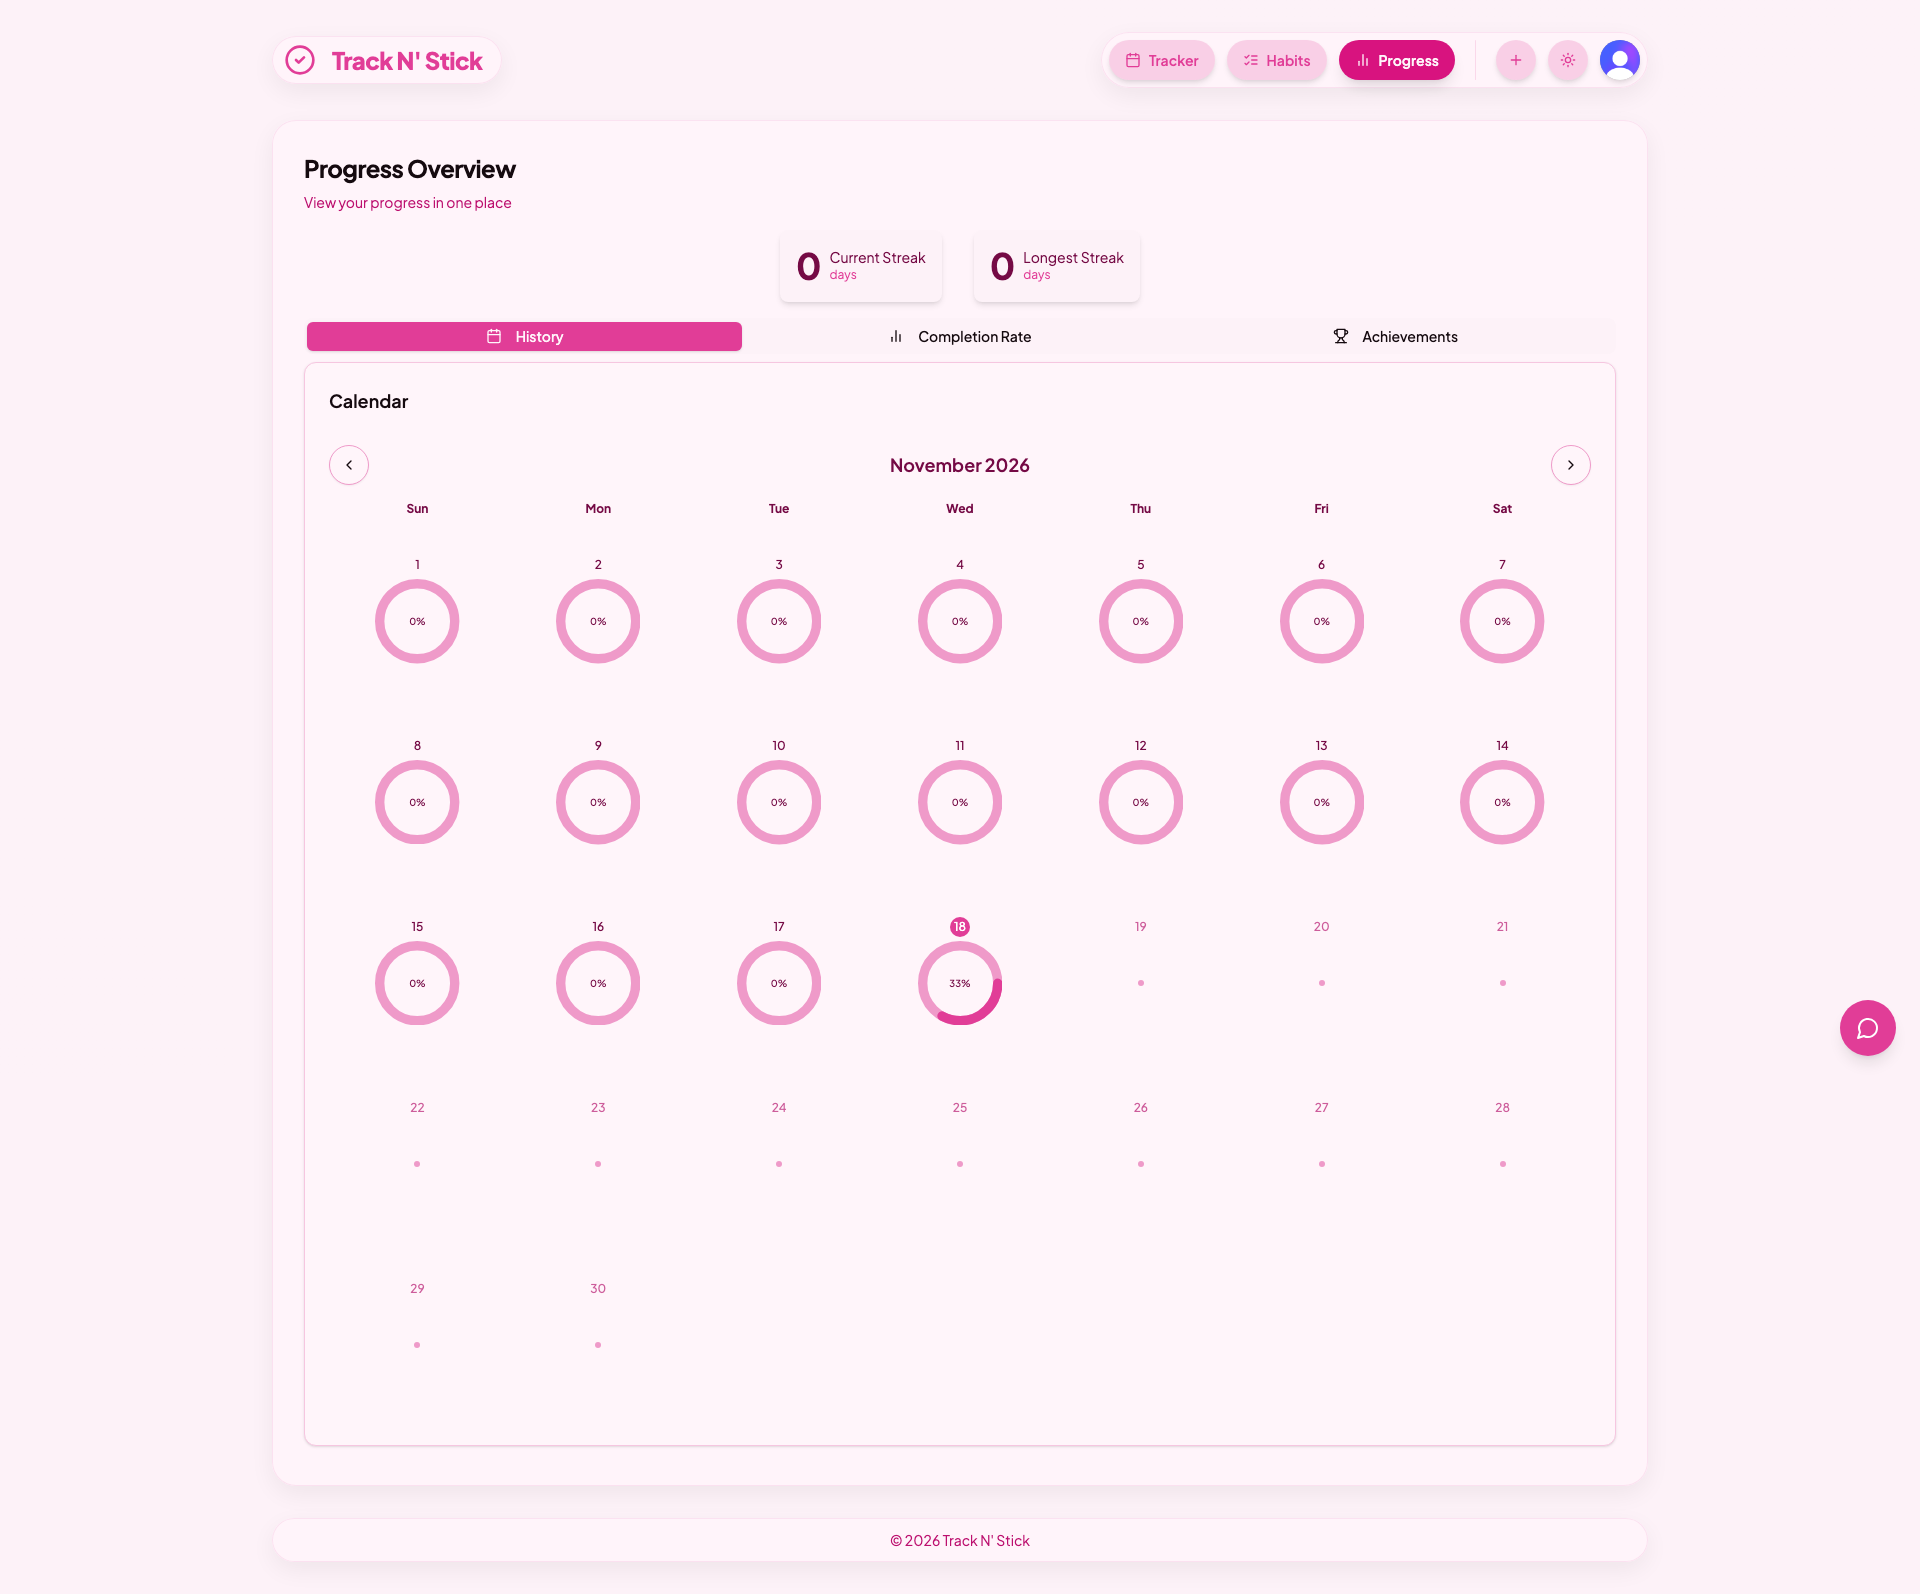 Track N' Stick
Tracker
Habits
Progress
Progress Overview
View your progress in one place
0 Current Streak
days
0 Longest Streak
days
History
Completion Rate
Achievements
Calendar
November 2026
Sun Mon Tue Wed Thu Fri Sat
1 2 3 4 5 6 7
0% 0% 0% 0% 0% 0% 0%
8 9 10 11 12 13 14
0% 0% 0% 0% 0% 0% 0%
15 16 17 18 19 20 21
0% 0% 0% 33%
22 23 24 25 26 27 28
29 30
© 2026 Track N' Stick